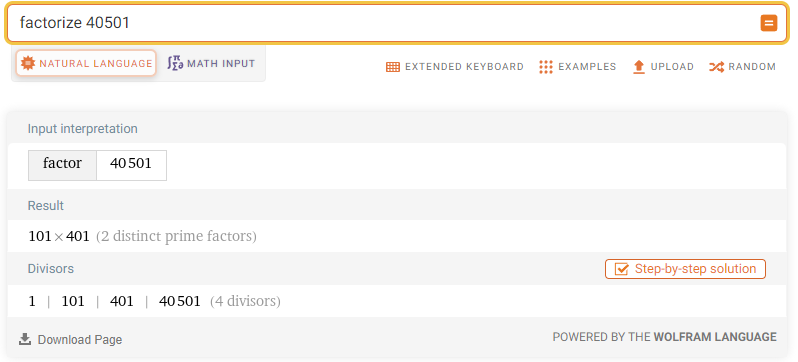 factorize 40501
NATURAL LANGUAGE MATH INPUT EXTENDED KEYBOARD EXAMPLES UPLOAD RANDOM
Input interpretation
factor 40501
Result
101×401 (2 distinct prime factors)
Divisors Step-by-step solution
1 | 101 | 401 | 40501 (4 divisors)
Download Page POWERED BY THE WOLFRAM LANGUAGE